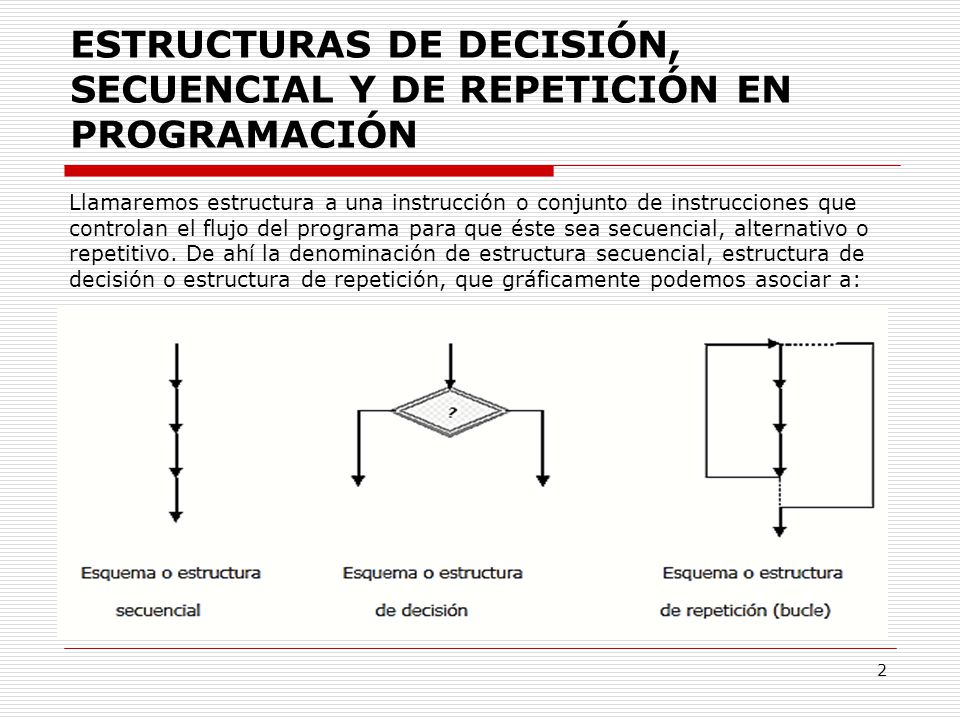 ESTRUCTURAS DE DECISIÓN,
SECUENCIAL Y DE REPETICIÓN EN
PROGRAMACIÓN
Llamaremos estructura a una instrucción o conjunto de instrucciones que
controlan el flujo del programa para que éste sea secuencial, alternativo o
repetitivo. De ahí la denominación de estructura secuencial, estructura de
decisión o estructura de repetición, que gráficamente podemos asociar a:
?
Esquema o estructura
secuencial
Esquema o estructura
de decisión
Esquema o estructura
de repetición (bucle)
2